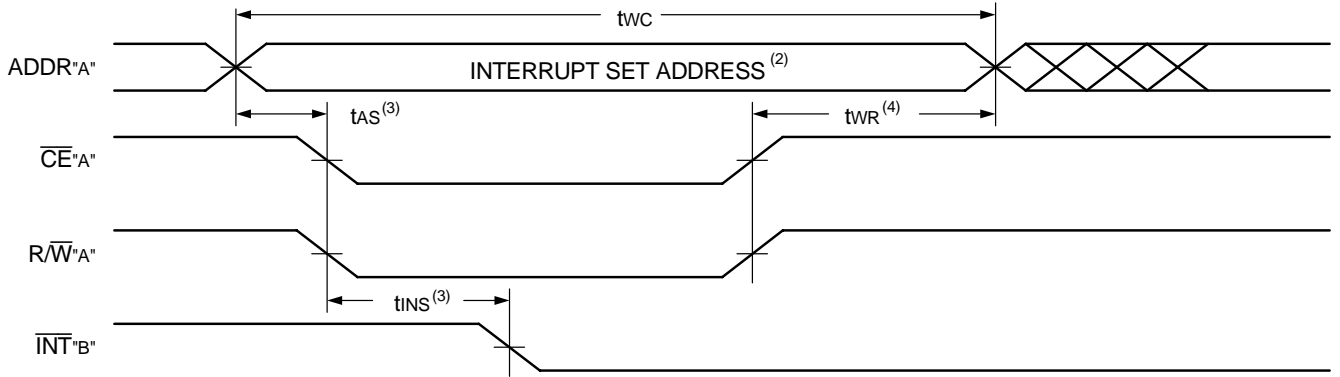 tWC
ADDR"A"
INTERRUPT SET ADDRESS(2)
tAS(3)
tWR(4)
CE"A"
R/W"A"
tINS(3)
INT"B"